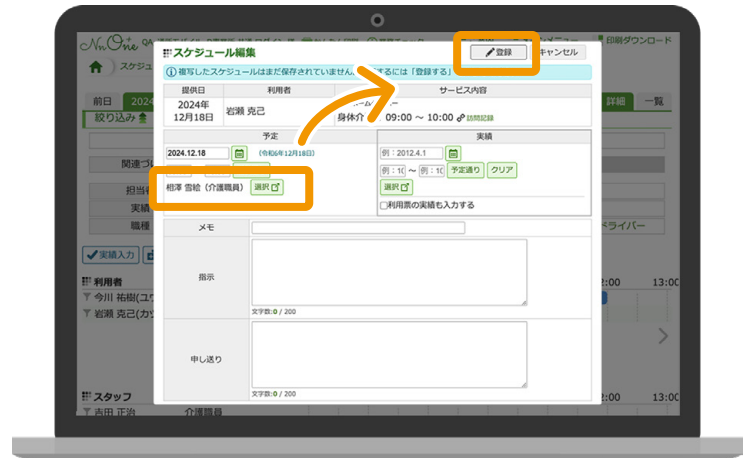 NnOne
印刷ダウンロード
スケジュール編集
登録
キャンセル
複写したスケジュールはまだ保存されていません
するには「登録する」
提供日 利用者 サービス内容
2024年
12月18日
岩瀬 克己
身体介
09:00 ～ 10:00 訪問記録
前日 2024
詳細 一覧
絞り込み
予定 実績
2024.12.18 (令和6年12月18日)
例：2012.4.1
例：1( ～ 例：1( 予定通り クリア
相澤 雪絵（介護職員） 選択
選択
利用票の実績も入力する
関連づけ
担当者
実績
職種
ドライバー
メモ
実績入力
指示
文字数:0 / 200
申し送り
文字数:0 / 200
利用者
今川 祐樹(ユウ
岩瀬 克己(カツ
2:00 13:00
スタッフ
2:00 13:00
吉田 正治 介護職員